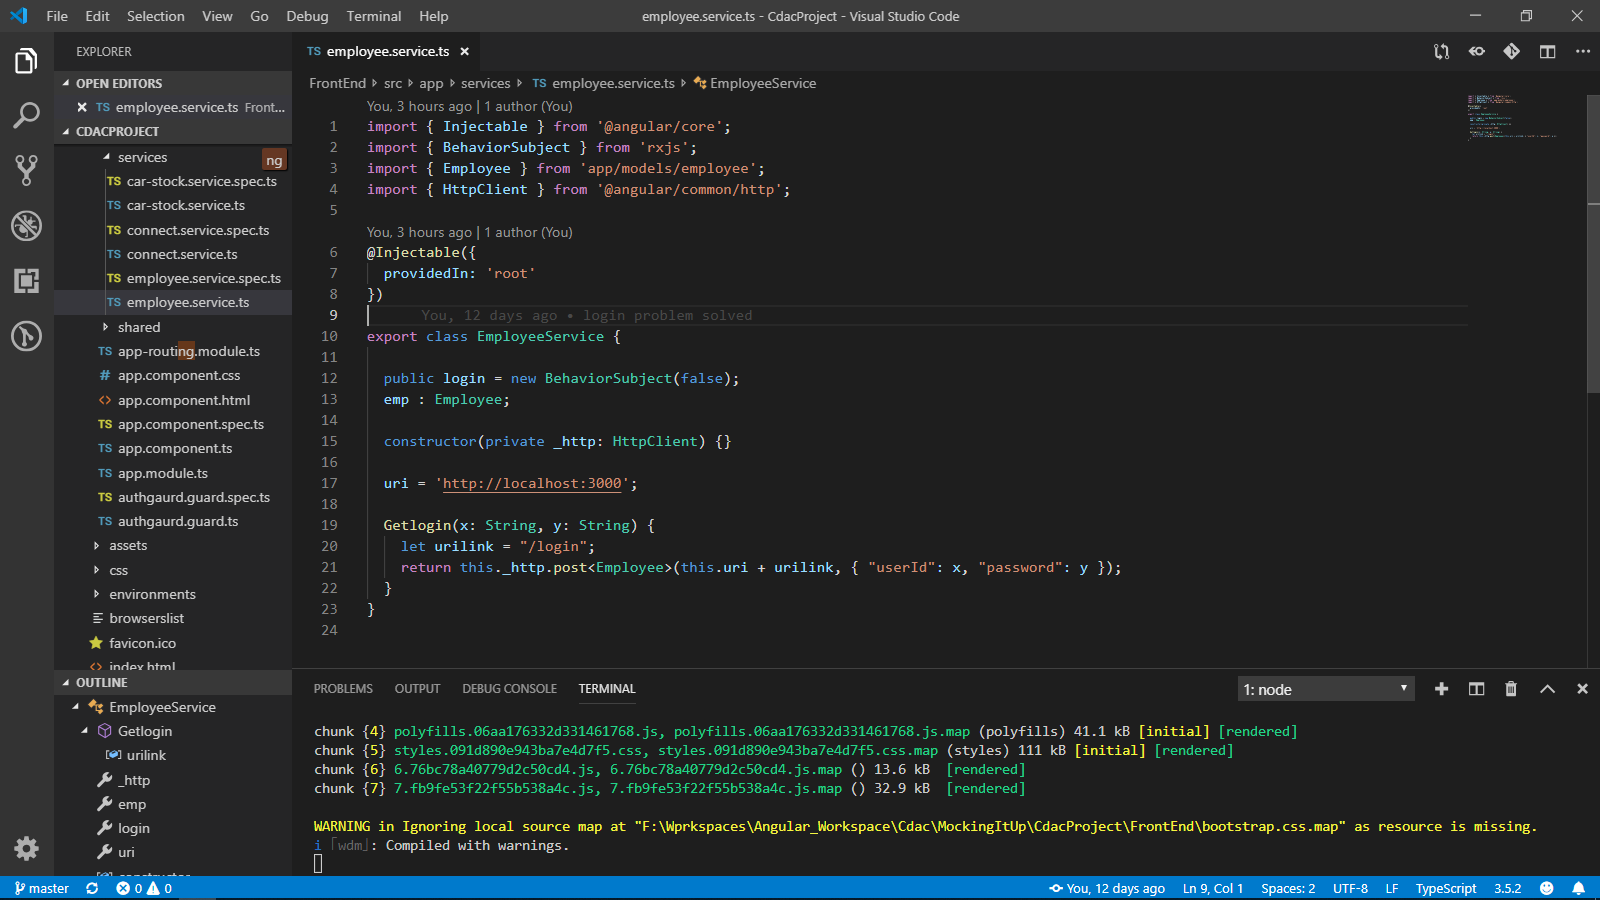 File Edit Selection View Go Debug Terminal Help employee.service.ts - CdacProject - Visual Studio Code
EXPLORER
OPEN EDITORS
employee.service.ts Front...
CDACPROJECT
services ng
TS car-stock.service.spec.ts
TS car-stock.service.ts
TS connect.service.spec.ts
TS connect.service.ts
TS employee.service.spec.ts
TS employee.service.ts
shared
TS app-routing.module.ts
# app.component.css
<> app.component.html
TS app.component.spec.ts
TS app.component.ts
TS app.module.ts
TS authgaurd.guard.spec.ts
TS authgaurd.guard.ts
assets
css
environments
browserslist
favicon.ico
<> index.html
OUTLINE
EmployeeService
Getlogin
urilink
_http
emp
login
uri
constructor
TS employee.service.ts ×
FrontEnd src app services TS employee.service.ts EmployeeService
You, 3 hours ago | 1 author (You)
1 import { Injectable } from '@angular/core';
2 import { BehaviorSubject } from 'rxjs';
3 import { Employee } from 'app/models/employee';
4 import { HttpClient } from '@angular/common/http';
5
You, 3 hours ago | 1 author (You)
6 @Injectable({
7 providedIn: 'root'
8 })
9 You, 12 days ago • login problem solved
10 export class EmployeeService {
11
12 public login = new BehaviorSubject(false);
13 emp : Employee;
14
15 constructor(private _http: HttpClient) {}
16
17 uri = 'http://localhost:3000';
18
19 Getlogin(x: String, y: String) {
20 let urilink = "/login";
21 return this._http.post<Employee>(this.uri + urilink, { "userId": x, "password": y });
22 }
23 }
24
PROBLEMS OUTPUT DEBUG CONSOLE TERMINAL 1: node
chunk {4} polyfills.06aa176332d331461768.js, polyfills.06aa176332d331461768.js.map (polyfills) 41.1 kB [initial] [rendered]
chunk {5} styles.091d890e943ba7e4d7f5.css, styles.091d890e943ba7e4d7f5.css.map (styles) 111 kB [initial] [rendered]
chunk {6} 6.76bc78a40779d2c50cd4.js, 6.76bc78a40779d2c50cd4.js.map () 13.6 kB [rendered]
chunk {7} 7.fb9fe53f22f55b538a4c.js, 7.fb9fe53f22f55b538a4c.js.map () 32.9 kB [rendered]
WARNING in Ignoring local source map at "F:\Wprkspaces\Angular_Workspace\Cdac\MockingItUp\CdacProject\FrontEnd\bootstrap.css.map" as resource is missing.
i ｢wdm｣: Compiled with warnings.
master 0 0 You, 12 days ago Ln 9, Col 1 Spaces: 2 UTF-8 LF TypeScript 3.5.2